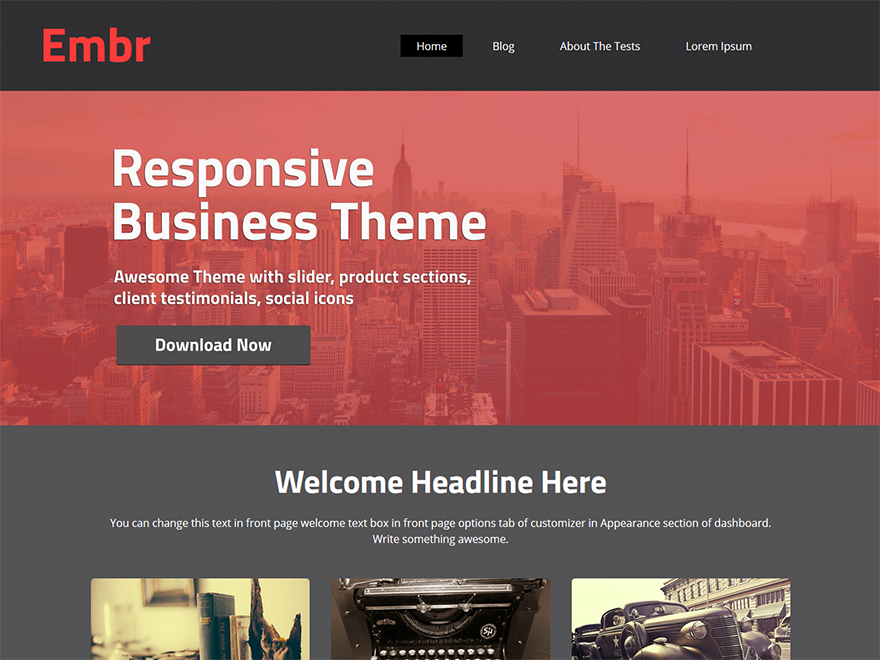 Embr
Home Blog About The Tests Lorem Ipsum
Responsive
Business Theme
Awesome Theme with slider, product sections,
client testimonials, social icons
Download Now
Welcome Headline Here
You can change this text in front page welcome text box in front page options tab of customizer in Appearance section of dashboard.
Write something awesome.